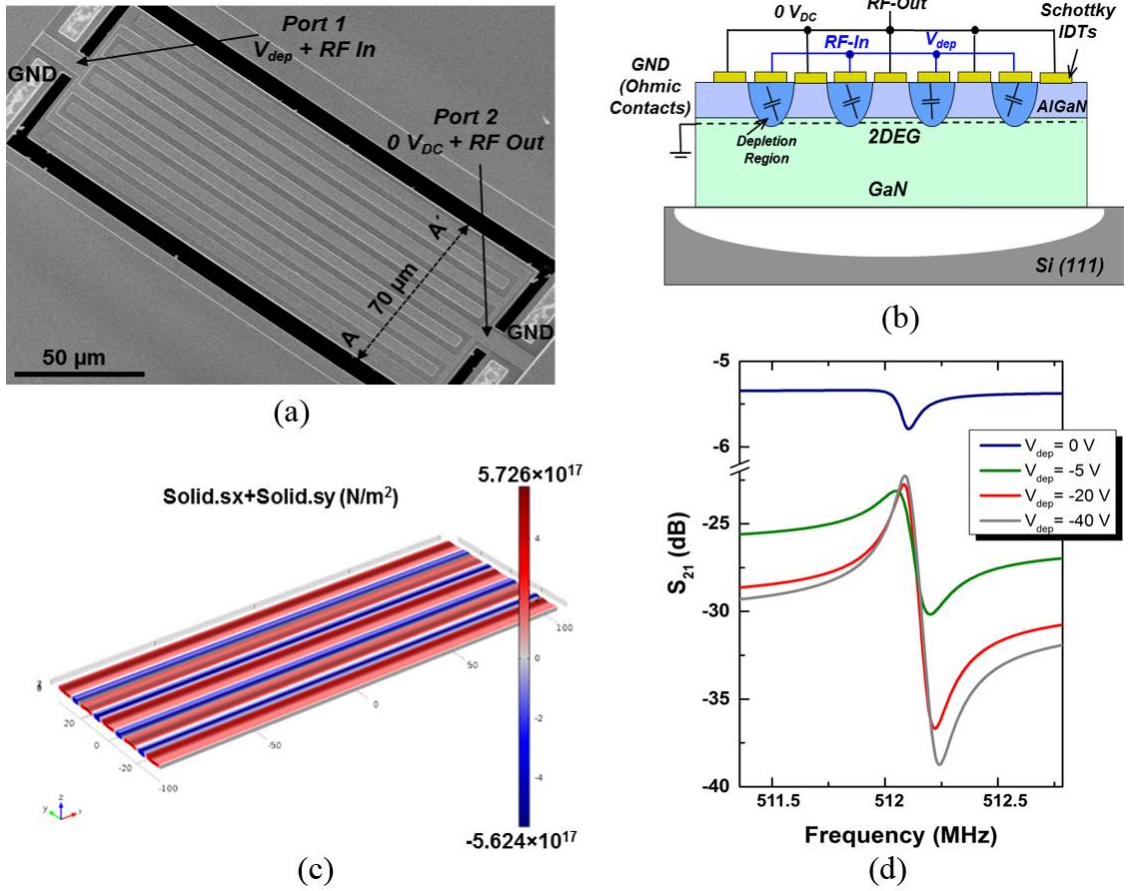 Port 1
V_dep + RF In
GND
Port 2
0 V_DC + RF Out
A'
70 µm
A
GND
50 µm
(a)
RF-Out
0 V_DC
Schottky
IDTs
RF-In
V_dep
GND
(Ohmic
Contacts)
AlGaN
Depletion
Region
2DEG
GaN
Si (111)
(b)
5.726×10¹⁷
Solid.sx+Solid.sy (N/m²)
4
2
0
-2
-4
-5.624×10¹⁷
20
0
-20
-100
-50
0
50
100
y
z
x
(c)
-5
-6
-25
-30
-35
-40
S₂₁ (dB)
V_dep= 0 V
V_dep= -5 V
V_dep= -20 V
V_dep= -40 V
511.5
512
512.5
Frequency (MHz)
(d)